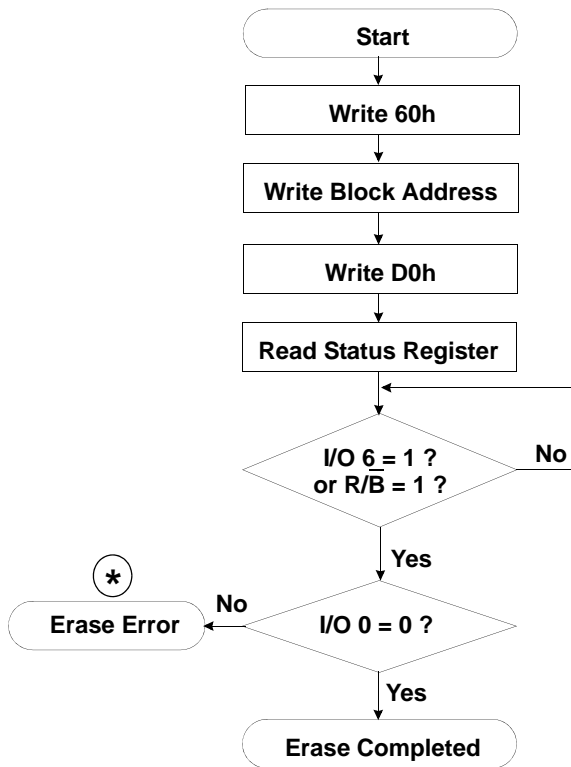 Start
Write 60h
Write Block Address
Write D0h
Read Status Register
I/O 6 = 1 ?
or R/B̅ = 1 ?
No
Yes
*
No
Erase Error
I/O 0 = 0 ?
Yes
Erase Completed